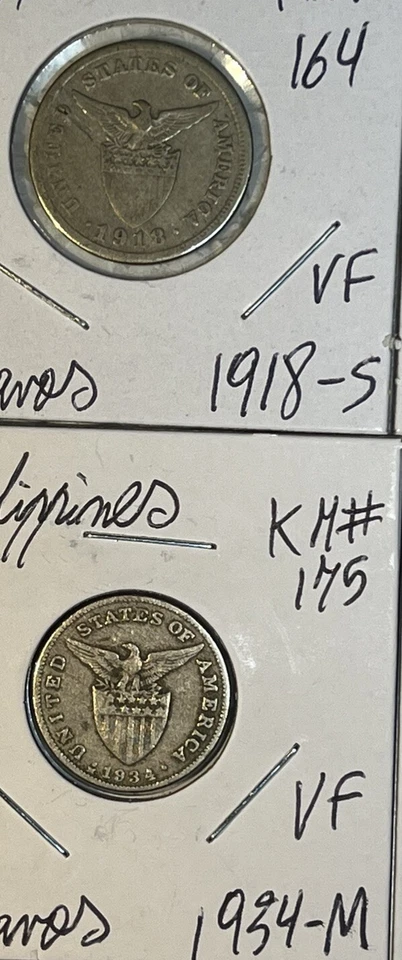 164
UNITED STATES OF AMERICA
1918
VF
avos
1918-S
lippines
KM#
175
UNITED STATES OF AMERICA
1934
VF
avos
1934-M